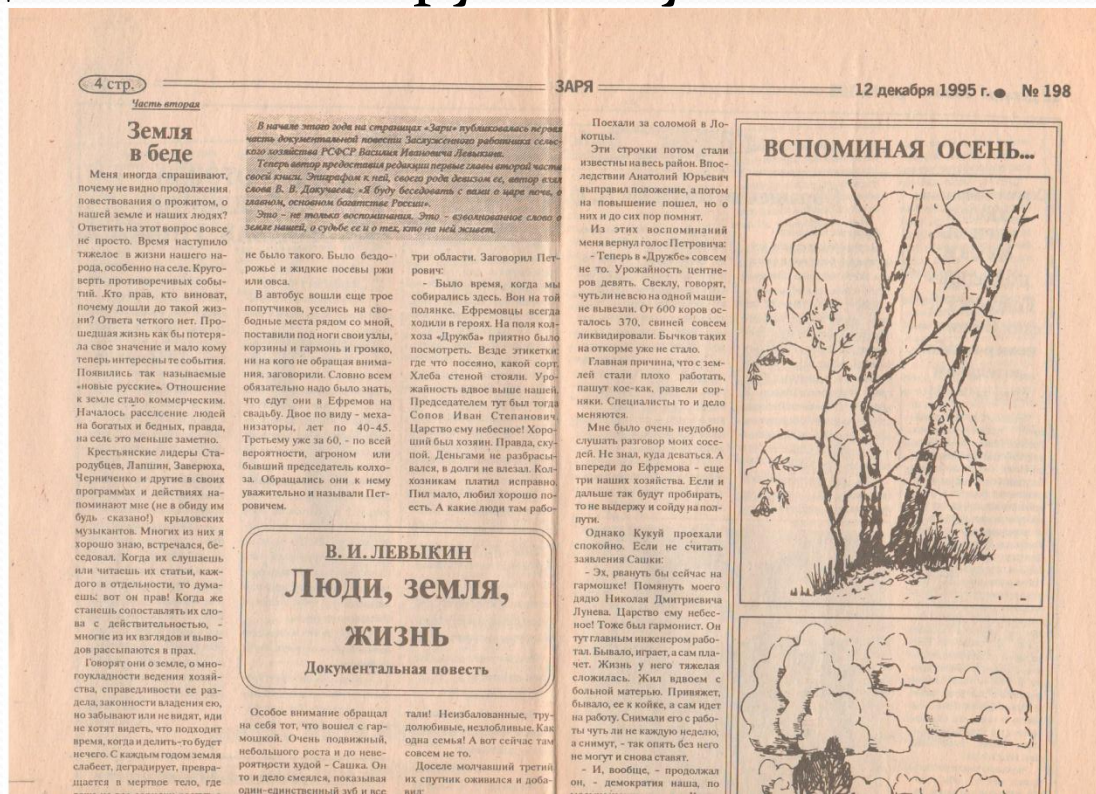 4 стр.
ЗАРЯ
12 декабря 1995 г. ● № 198
Часть вторая
Земля
в беде
Меня иногда спрашивают,
почему не видно продолжения
повествования о прожитом, о
нашей земле и наших людях?
Ответить на этот вопрос вовсе
не просто. Время наступило
тяжелое в жизни нашего на-
рода, особенно на селе. Круго-
верть противоречивых собы-
тий. Кто прав, кто виноват,
почему дошли до такой жиз-
ни? Ответа четкого нет. Про-
шедшая жизнь как бы потеря-
ла свое значение и мало кому
теперь интересны те события.
Появились так называемые
«новые русские». Отношение
к земле стало коммерческим.
Началось расслоение людей
на богатых и бедных, правда,
на селе это меньше заметно.
Крестьянские лидеры Ста-
родубцев, Лапшин, Заверюха,
Черниченко и другие в своих
программах и действиях на-
поминают мне (не в обиду им
будь сказано!) крыловских
музыкантов. Многих из них я
хорошо знаю, встречался, бе-
седовал. Когда их слушаешь
или читаешь их статьи, каж-
дого в отдельности, то дума-
ешь: вот он прав! Когда же
станешь сопоставлять их сло-
ва с действительностью, -
многие из их взглядов и выво-
дов рассыпаются в прах.
Говорят они о земле, о мно-
гоукладности ведения хозяй-
ства, справедливости ее раз-
дела, законности владения ею,
но забывают или не видят, иди
не хотят видеть, что подходит
время, когда и делить-то будет
нечего. С каждым годом земля
слабеет, деградирует, превра-
щается в мертвое тело, где
В начале этого года на страницах «Зари» публиковалась первая
часть документальной повести Заслуженного работника сель-
ского хозяйства РСФСР Василия Ивановича Левыкина.
Теперь автор предоставил редакции первые главы второй части
своей книги. Эпиграфом к ней, своего рода девизом ее, автор взял
слова В. В. Докучаева: «Я буду беседовать с вами о царе почв, о
главном, основном богатстве России».
Это - не только воспоминания. Это - взволнованное слово о
земле нашей, о судьбе ее и о тех, кто на ней живет.
не было такого. Было бездо-
рожье и жидкие посевы ржи
или овса.
В автобус вошли еще трое
попутчиков, уселись на сво-
бодные места рядом со мной,
поставили под ноги свои узлы,
корзины и гармонь и громко,
ни на кого не обращая внима-
ния, заговорили. Словно всем
обязательно надо было знать,
что едут они в Ефремов на
свадьбу. Двое по виду - меха-
низаторы, лет по 40-45.
Третьему уже за 60, - по всей
вероятности, агроном или
бывший председатель колхо-
за. Обращались они к нему
уважительно и называли Пет-
ровичем.
три области. Заговорил Пет-
рович:
- Было время, когда мы
собирались здесь. Вон на той
полянке. Ефремовцы всегда
ходили в героях. На поля кол-
хоза «Дружба» приятно было
посмотреть. Везде этикетки:
где что посеяно, какой сорт.
Хлеба стеной стояли. Уро-
жайность вдвое выше нашей.
Председателем тут был тогда
Сопов Иван Степанович.
Царство ему небесное! Хоро-
ший был хозяин. Правда, ску-
пой. Деньгами не разбрасы-
вался, в долги не влезал. Кол-
хозникам платил исправно.
Пил мало, любил хорошо по-
есть. А какие люди там рабо-
В. И. ЛЕВЫКИН
Люди, земля,
жизнь
Документальная повесть
Особое внимание обращал
на себя тот, что вошел с гар-
мошкой. Очень подвижный,
небольшого роста и до неве-
роятности худой - Сашка. Он
то и дело смеялся, показывая
один-единственный зуб и все
тали! Неизбалованные, тру-
долюбивые, незлобливые. Как
одна семья! А вот сейчас там
совсем не то.
Доселе молчавший третий
их спутник оживился и доба-
вил:
Поехали за соломой в Ло-
котцы.
Эти строчки потом стали
известны на весь район. Впос-
ледствии Анатолий Юрьевич
выправил положение, а потом
на повышение пошел, но о
них и до сих пор помнят.
Из этих воспоминаний
меня вернул голос Петровича:
- Теперь в «Дружбе» совсем
не то. Урожайность центне-
ров девять. Свеклу, говорят,
чуть ли не всю на одной маши-
не вывезли. От 600 коров ос-
талось 370, свиней совсем
ликвидировали. Бычков таких
на откорме уже не стало.
Главная причина, что с зем-
лей стали плохо работать,
пашут кое-как, развели сор-
няки. Специалисты то и дело
меняются.
Мне было очень неудобно
слушать разговор моих сосе-
дей. Не знал, куда деваться. А
впереди до Ефремова - еще
три наших хозяйства. Если и
дальше так будут пробирать,
то не выдержу и сойду на пол-
пути.
Однако Кукуй проехали
спокойно. Если не считать
заявления Сашки:
- Эх, рвануть бы сейчас на
гармошке! Помянуть моего
дядю Николая Дмитриевича
Лунева. Царство ему небес-
ное! Тоже был гармонист. Он
тут главным инженером рабо-
тал. Бывало, играет, а сам пла-
чет. Жизнь у него тяжелая
сложилась. Жил вдвоем с
больной матерью. Привяжет,
бывало, ее к койке, а сам идет
на работу. Снимали его с рабо-
ты чуть ли не каждую неделю,
а снимут, - так опять без него
не могут и снова ставят.
- И, вообще, - продолжал
он, - демократия наша, по
ВСПОМИНАЯ ОСЕНЬ...